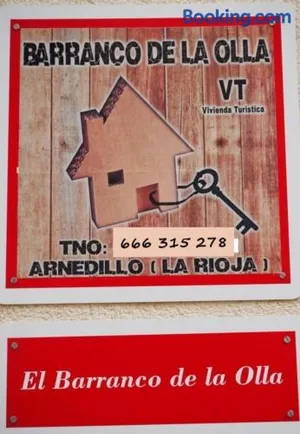 Booking.com
BARRANCO DE LA OLLA
VT
Vivienda Turística
TNO: 666 315 278
ARNEDILLO ( LA RIOJA )
El Barranco de la Olla